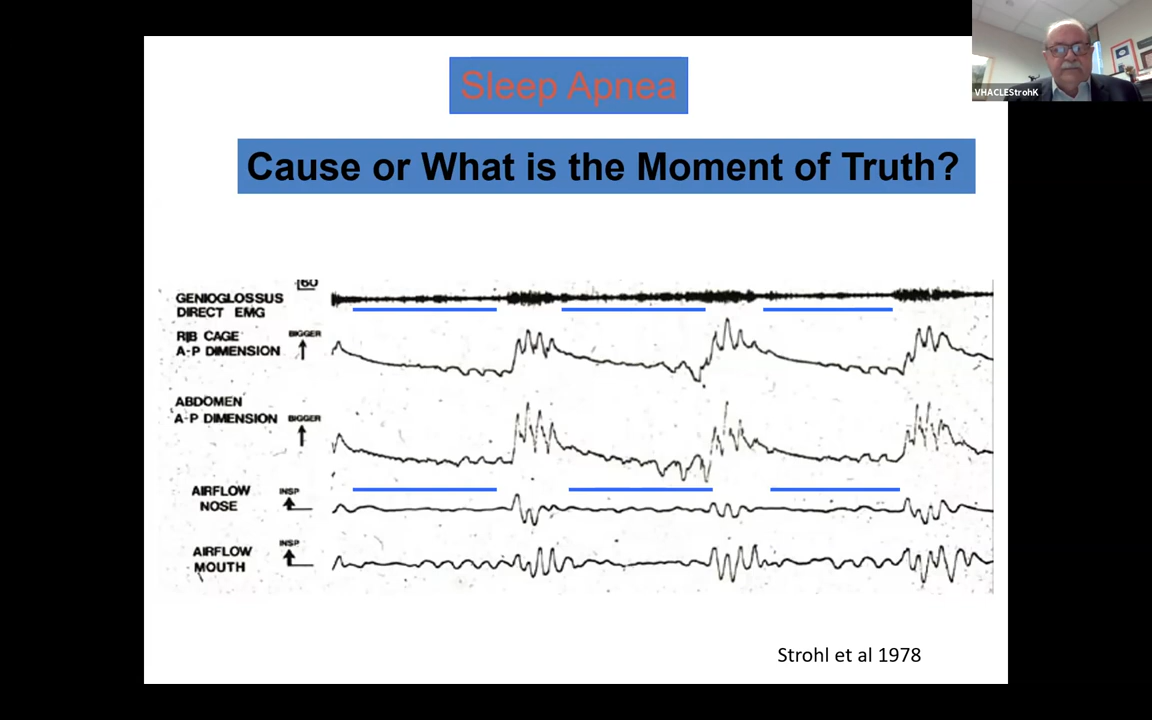 Sleep Apnea
VHACLEStrohK
Cause or What is the Moment of Truth?
60
GENIOGLOSSUS
DIRECT EMG
RIB CAGE
A-P DIMENSION
BIGGER
ABDOMEN
A-P DIMENSION
BIGGER
AIRFLOW
NOSE
INSP
AIRFLOW
MOUTH
INSP
Strohl et al 1978